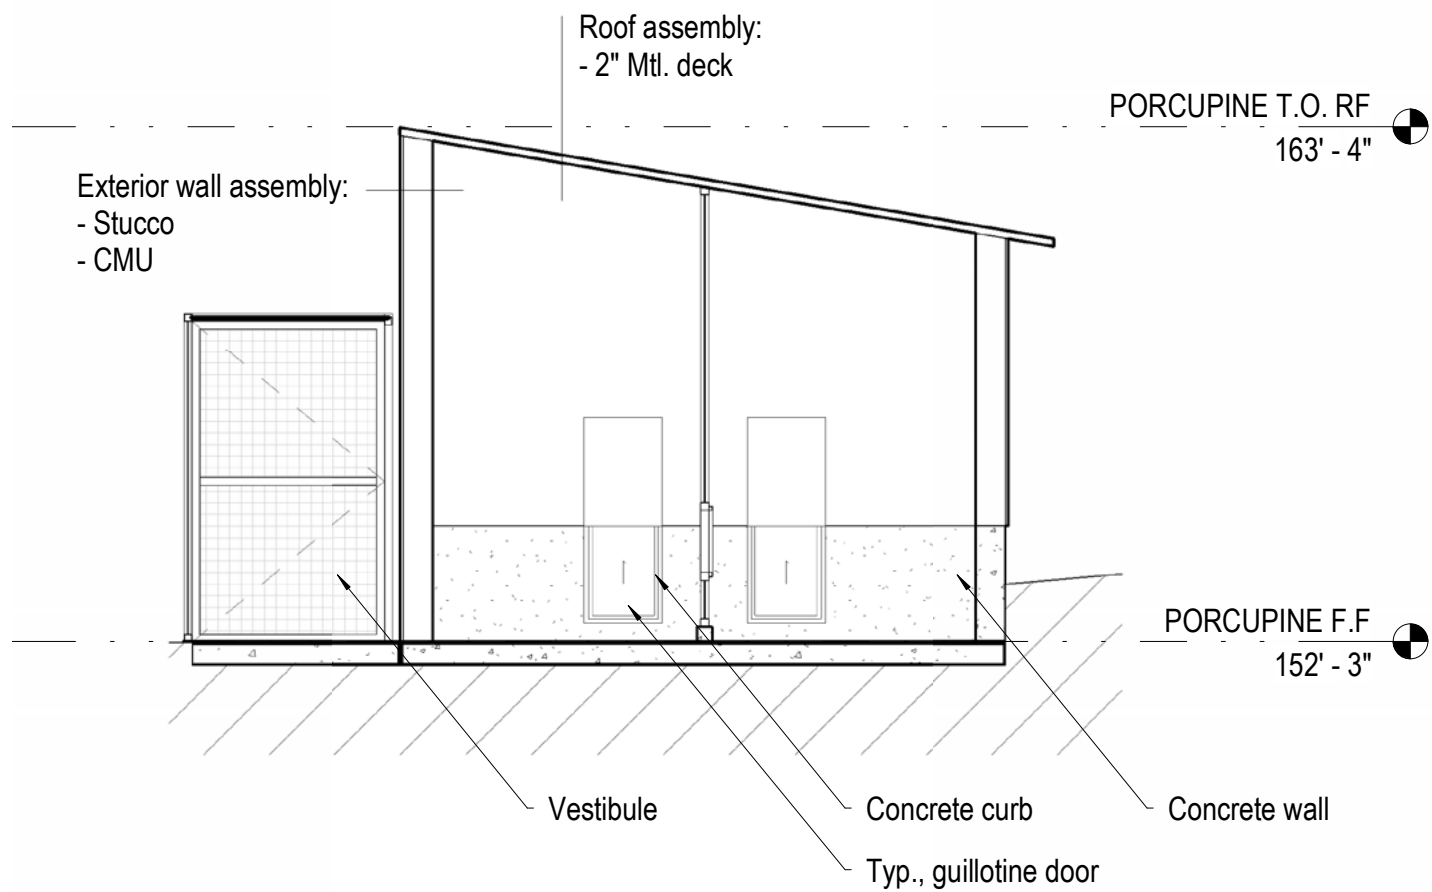 Roof assembly:
- 2" Mtl. deck
PORCUPINE T.O. RF
163' - 4"
Exterior wall assembly:
- Stucco
- CMU
PORCUPINE F.F
152' - 3"
Vestibule
Concrete curb
Concrete wall
Typ., guillotine door